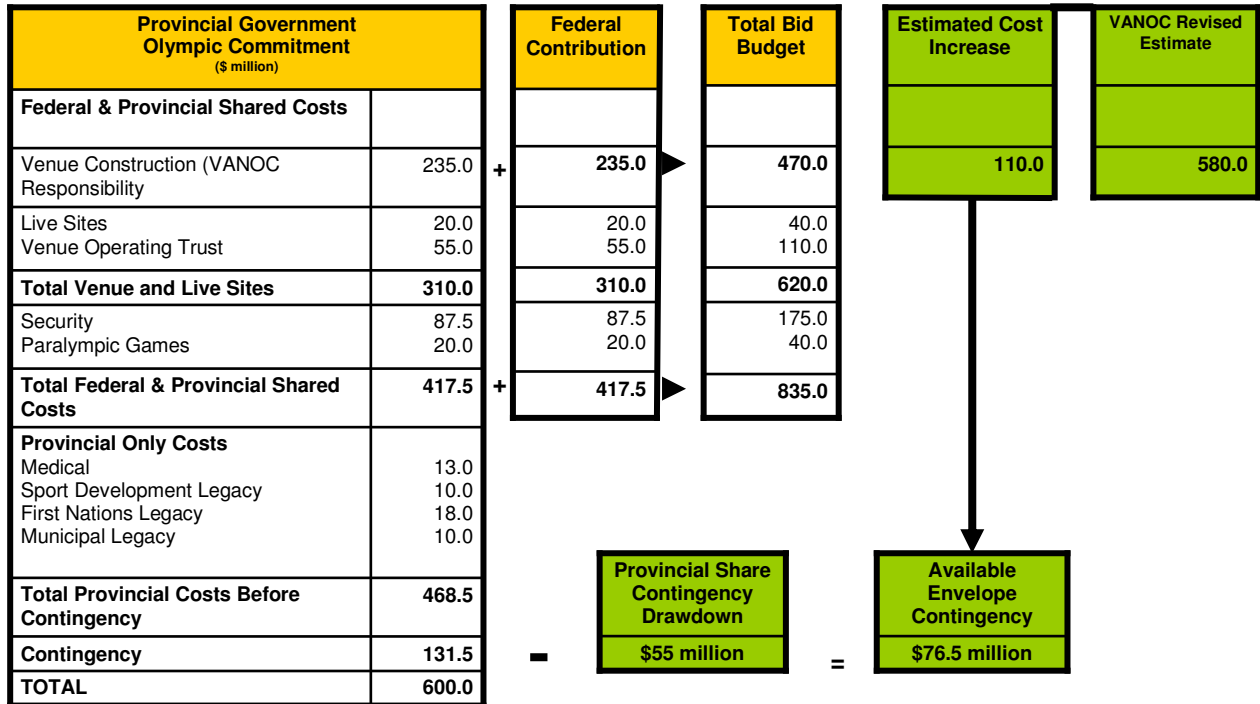 Provincial Government
Olympic Commitment
($ million)
Federal
Contribution
Total Bid
Budget
Estimated Cost
Increase
VANOC Revised
Estimate
Federal & Provincial Shared Costs
Venue Construction (VANOC 235.0 + 235.0 470.0 110.0 580.0
Responsibility
Live Sites 20.0 20.0 40.0
Venue Operating Trust 55.0 55.0 110.0
Total Venue and Live Sites 310.0 310.0 620.0
Security 87.5 87.5 175.0
Paralympic Games 20.0 20.0 40.0
Total Federal & Provincial Shared 417.5 + 417.5 835.0
Costs
Provincial Only Costs
Medical 13.0
Sport Development Legacy 10.0
First Nations Legacy 18.0
Municipal Legacy 10.0
Total Provincial Costs Before 468.5
Contingency
Contingency 131.5
TOTAL 600.0
-
Provincial Share
Contingency
Drawdown
$55 million
=
Available
Envelope
Contingency
$76.5 million